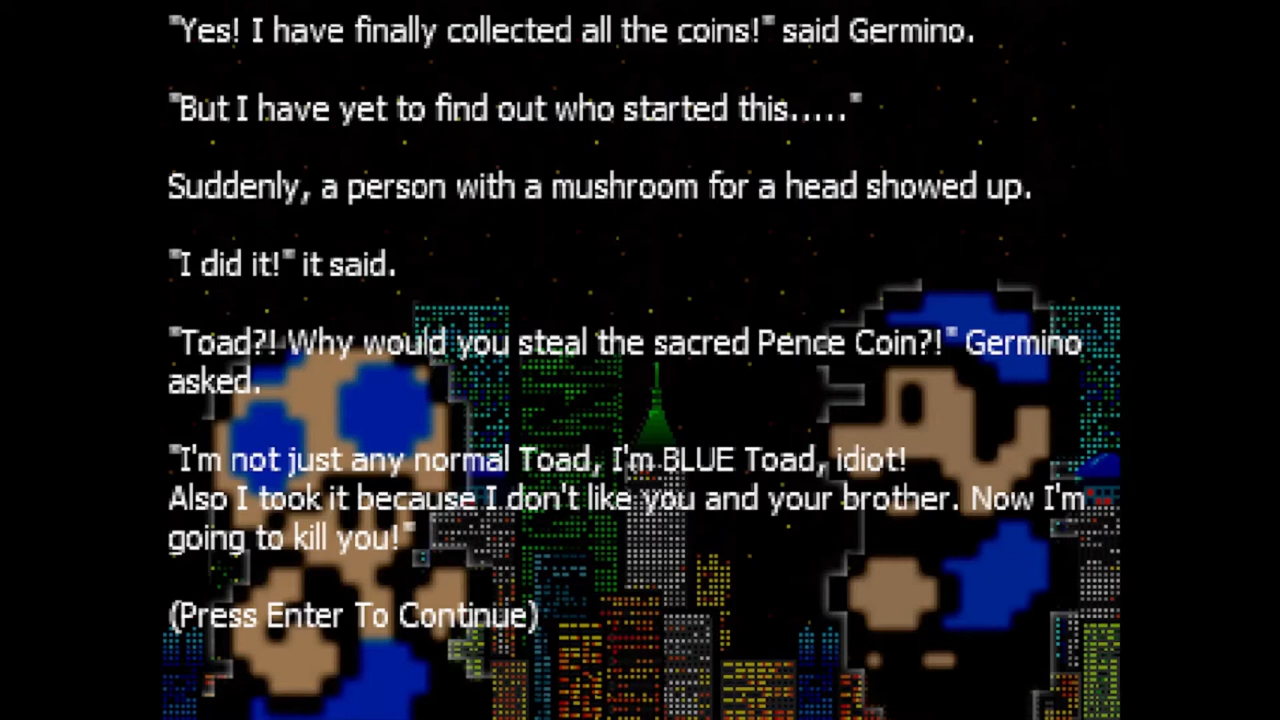 "Yes! I have finally collected all the coins!" said Germino.
"But I have yet to find out who started this....."
Suddenly, a person with a mushroom for a head showed up.
"I did it!" it said.
"Toad?! Why would you steal the sacred Pence Coin?!" Germino
asked.
"I'm not just any normal Toad, I'm BLUE Toad, idiot!
Also I took it because I don't like you and your brother. Now I'm
going to kill you!"
(Press Enter To Continue)